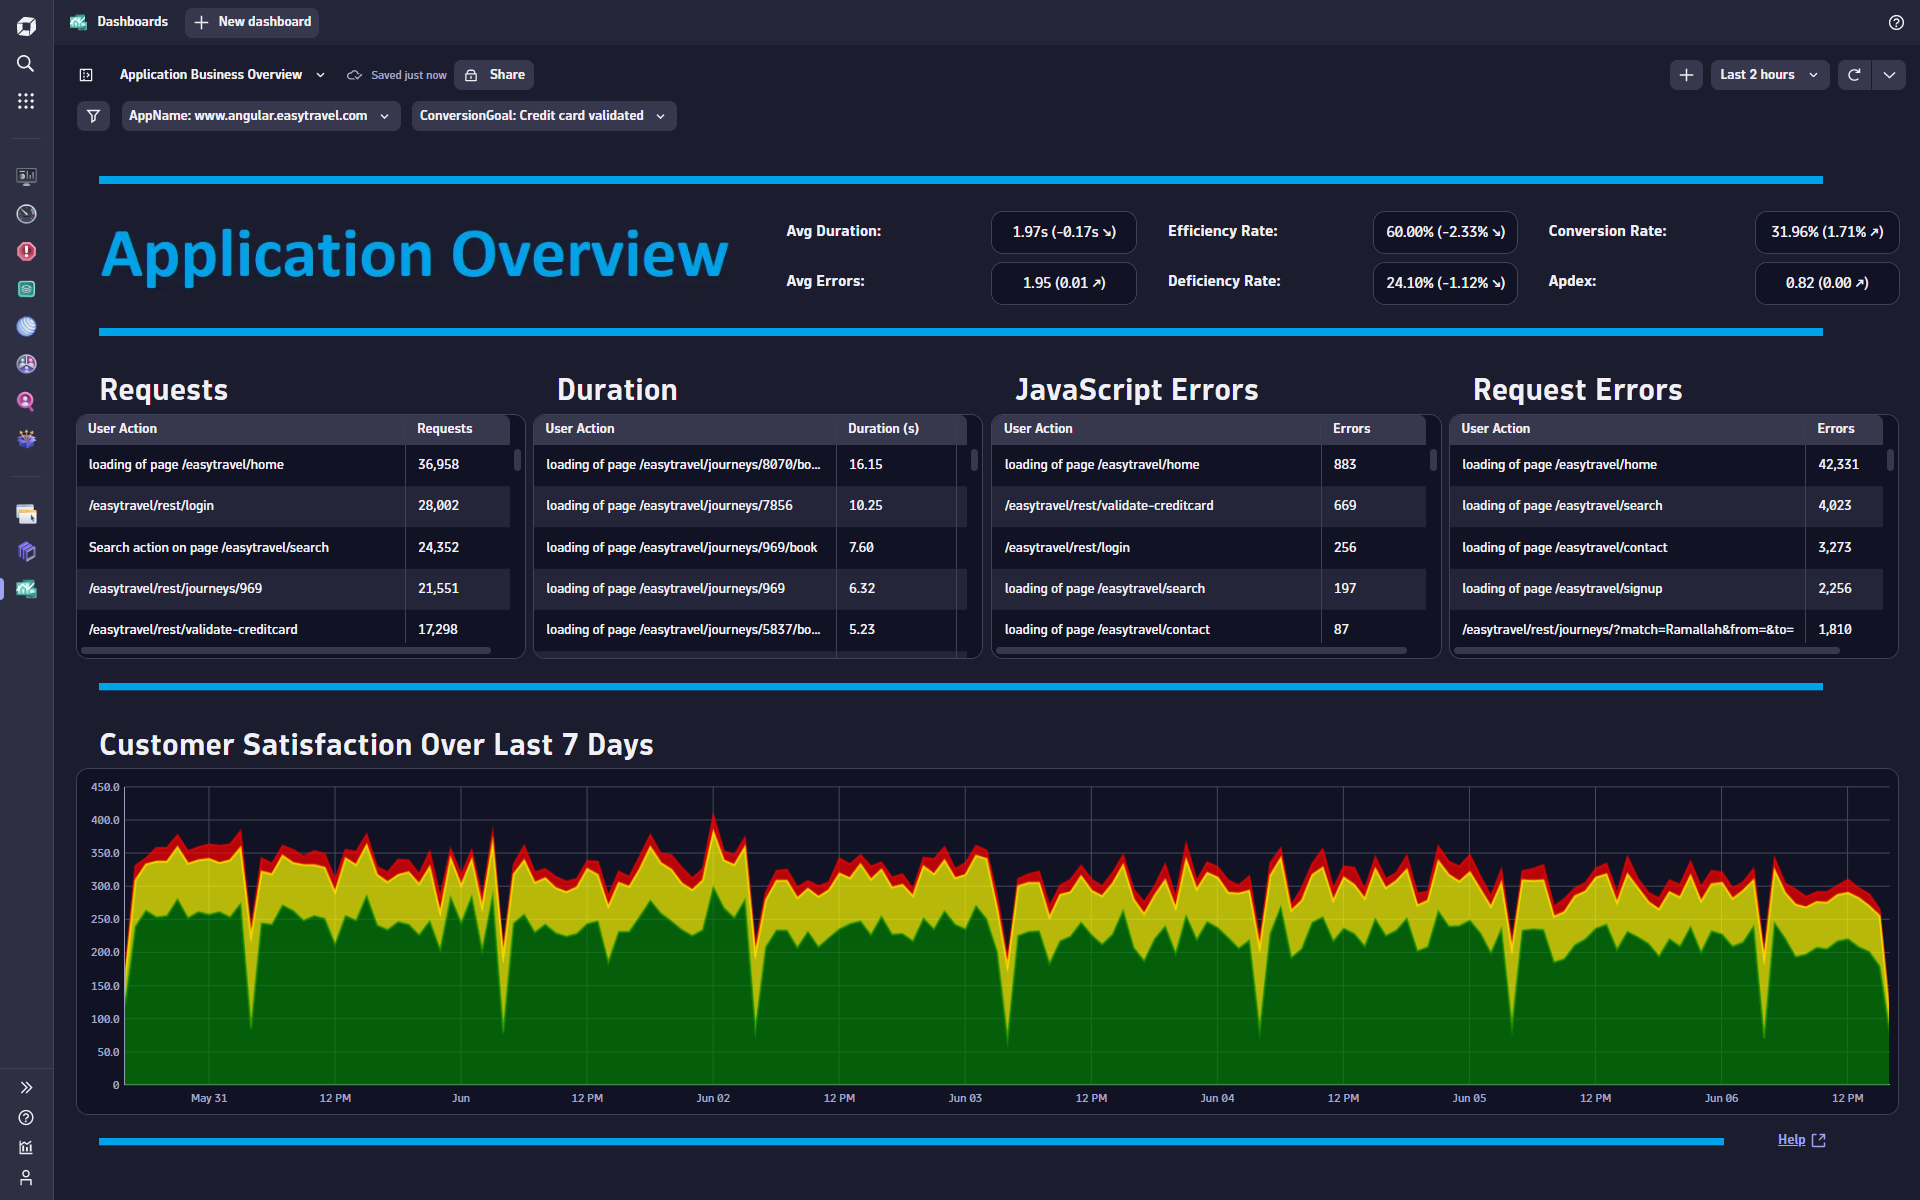 Dashboards
New dashboard
Application Business Overview
Saved just now
Share
Last 2 hours
AppName: www.angular.easytravel.com
ConversionGoal: Credit card validated
Application Overview
Avg Duration: 1.97s (-0.17s ↘) Efficiency Rate: 60.00% (-2.33% ↘) Conversion Rate: 31.96% (1.71% ↗)
Avg Errors: 1.95 (0.01 ↗) Deficiency Rate: 24.10% (-1.12% ↘) Apdex: 0.82 (0.00 ↗)
Requests
User Action Requests
loading of page /easytravel/home 36,958
/easytravel/rest/login 28,002
Search action on page /easytravel/search 24,352
/easytravel/rest/journeys/969 21,551
/easytravel/rest/validate-creditcard 17,298
Duration
User Action Duration (s)
loading of page /easytravel/journeys/8070/bo... 16.15
loading of page /easytravel/journeys/7856 10.25
loading of page /easytravel/journeys/969/book 7.60
loading of page /easytravel/journeys/969 6.32
loading of page /easytravel/journeys/5837/bo... 5.23
JavaScript Errors
User Action Errors
loading of page /easytravel/home 883
/easytravel/rest/validate-creditcard 669
/easytravel/rest/login 256
loading of page /easytravel/search 197
loading of page /easytravel/contact 87
Request Errors
User Action Errors
loading of page /easytravel/home 42,331
loading of page /easytravel/search 4,023
loading of page /easytravel/contact 3,273
loading of page /easytravel/signup 2,256
/easytravel/rest/journeys/?match=Ramallah&from=&to= 1,810
Customer Satisfaction Over Last 7 Days
450.0
400.0
350.0
300.0
250.0
200.0
150.0
100.0
50.0
0
May 31 12 PM Jun 12 PM Jun 02 12 PM Jun 03 12 PM Jun 04 12 PM Jun 05 12 PM Jun 06 12 PM
Help